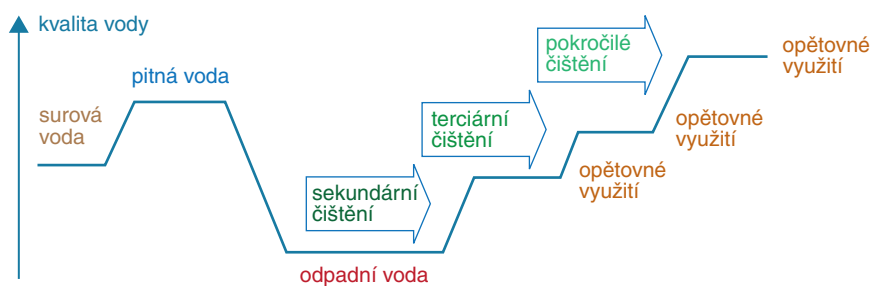 kvalita vody
surová
voda
pitná voda
odpadní voda
sekundární
čištění
terciární
čištění
pokročilé
čištění
opětovné
využití
opětovné
využití
opětovné
využití